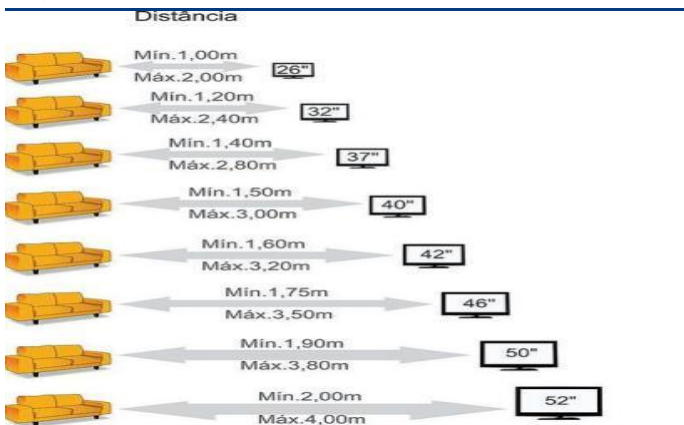 Distância
Mín.1,00m
26"
Máx.2,00m
Mín.1,20m
32"
Máx.2,40m
Mín.1,40m
37"
Máx.2,80m
Mín.1,50m
40"
Máx.3,00m
Mín.1,60m
42"
Máx.3,20m
Mín.1,75m
46"
Máx.3,50m
Mín.1,90m
50"
Máx.3,80m
Mín.2,00m
52"
Máx.4,00m